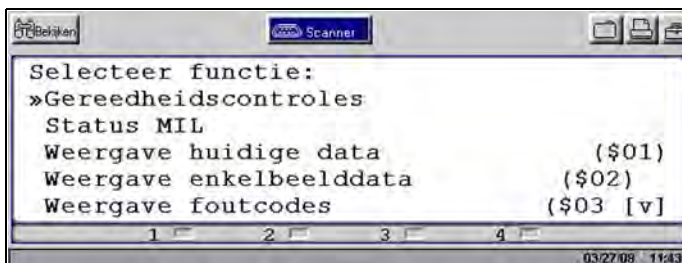 Bekijken Scanner
Selecteer functie:
»Gereedheidscontroles
Status MIL
Weergave huidige data ($01)
Weergave enkelbeelddata ($02)
Weergave foutcodes ($03 [v]
1 2 3 4
03/27/08 11:43